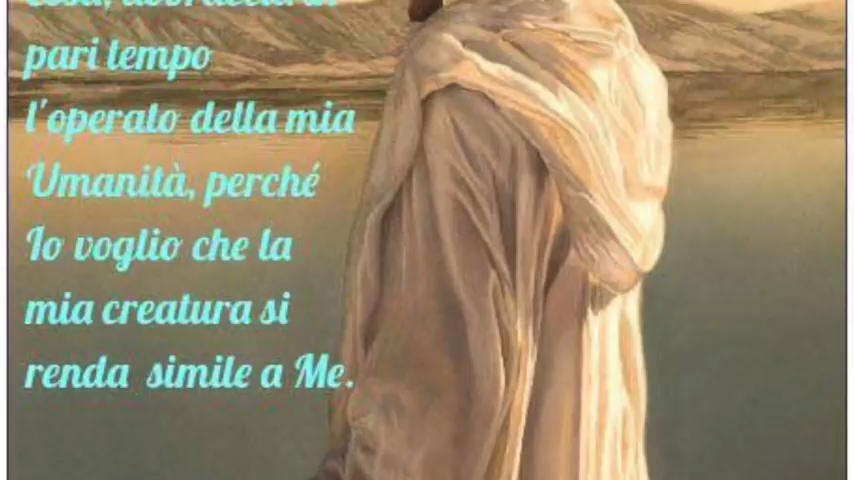 pari tempo
l'operato della mia
Umanità, perché
Io voglio che la
mia creatura si
renda simile a Me.